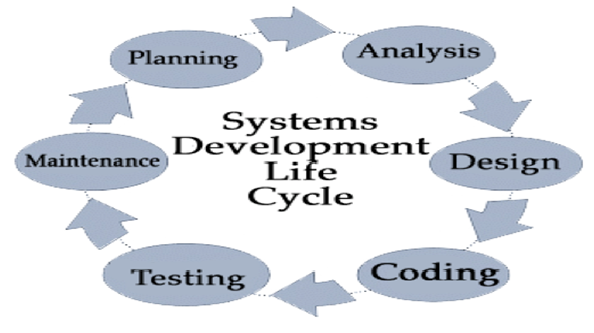 Planning
Analysis
Systems
Development
Life
Cycle
Maintenance
Design
Testing
Coding